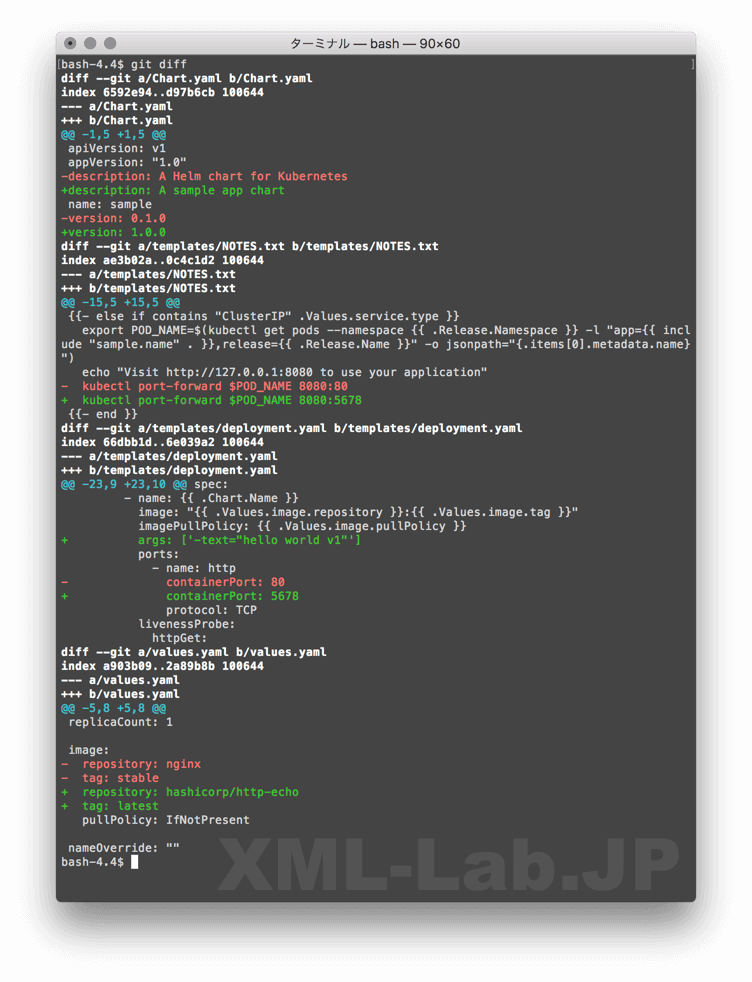 ターミナル — bash — 90×60
[bash-4.4$ git diff ]
diff --git a/Chart.yaml b/Chart.yaml
index 6592e94..d97b6cb 100644
--- a/Chart.yaml
+++ b/Chart.yaml
@@ -1,5 +1,5 @@
 apiVersion: v1
 appVersion: "1.0"
-description: A Helm chart for Kubernetes
+description: A sample app chart
 name: sample
-version: 0.1.0
+version: 1.0.0
diff --git a/templates/NOTES.txt b/templates/NOTES.txt
index ae3b02a..0c4c1d2 100644
--- a/templates/NOTES.txt
+++ b/templates/NOTES.txt
@@ -15,5 +15,5 @@
 {{- else if contains "ClusterIP" .Values.service.type }}
   export POD_NAME=$(kubectl get pods --namespace {{ .Release.Namespace }} -l "app={{ incl
ude "sample.name" . }},release={{ .Release.Name }}" -o jsonpath="{.items[0].metadata.name}
")
   echo "Visit http://127.0.0.1:8080 to use your application"
-  kubectl port-forward $POD_NAME 8080:80
+  kubectl port-forward $POD_NAME 8080:5678
 {{- end }}
diff --git a/templates/deployment.yaml b/templates/deployment.yaml
index 66dbb1d..6e039a2 100644
--- a/templates/deployment.yaml
+++ b/templates/deployment.yaml
@@ -23,9 +23,10 @@ spec:
         - name: {{ .Chart.Name }}
           image: "{{ .Values.image.repository }}:{{ .Values.image.tag }}"
           imagePullPolicy: {{ .Values.image.pullPolicy }}
+          args: ['-text="hello world v1"']
           ports:
             - name: http
-              containerPort: 80
+              containerPort: 5678
               protocol: TCP
           livenessProbe:
             httpGet:
diff --git a/values.yaml b/values.yaml
index a903b09..2a89b8b 100644
--- a/values.yaml
+++ b/values.yaml
@@ -5,8 +5,8 @@
 replicaCount: 1

 image:
-  repository: nginx
-  tag: stable
+  repository: hashicorp/http-echo
+  tag: latest
   pullPolicy: IfNotPresent

 nameOverride: ""
bash-4.4$
XML-Lab.JP